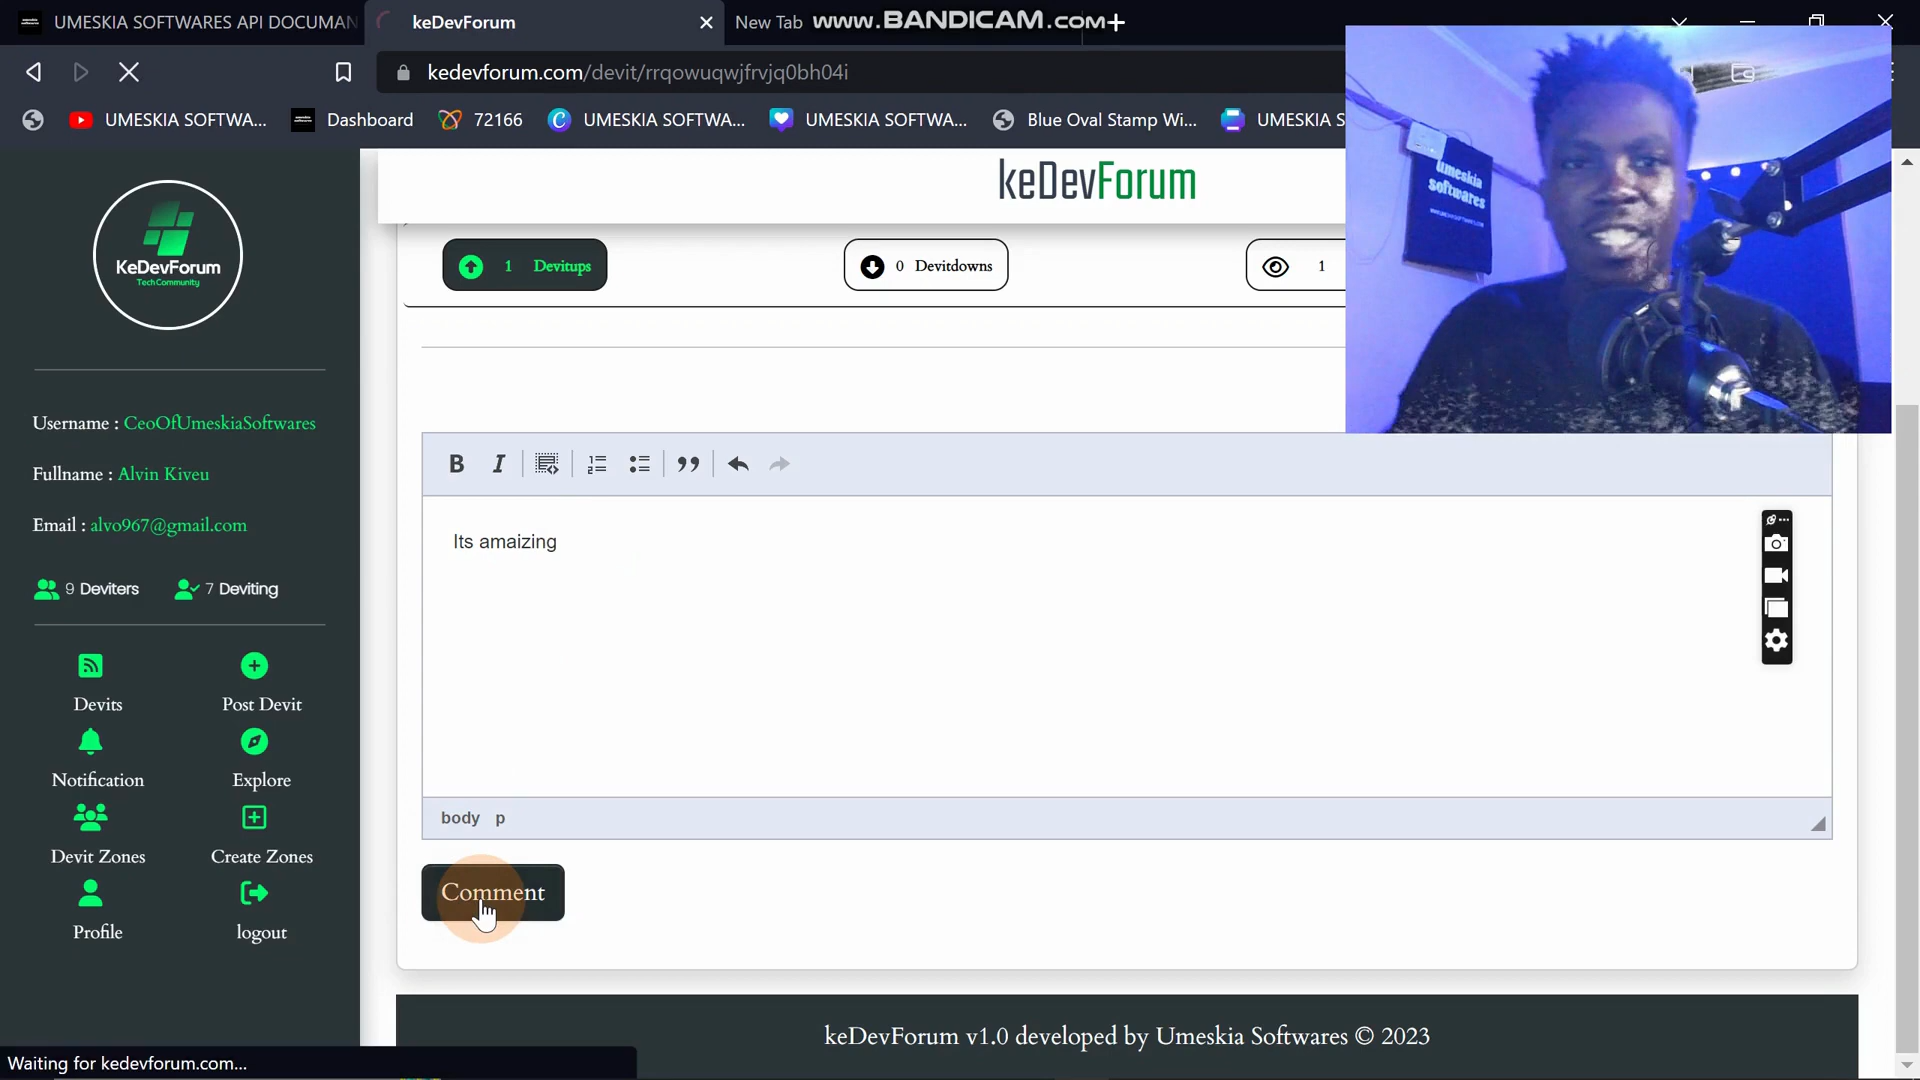 UMESKIA SOFTWARES API DOCUMAN
keDevForum
New Tab
www.BANDICAM.com
kedevforum.com/devit/rrqowuqwjfrvjq0bh04i
UMESKIA SOFTWA...
Dashboard
72166
UMESKIA SOFTWA...
UMESKIA SOFTWA...
Blue Oval Stamp Wi...
UMESKIA S
umeskia
softwares
KeDevForum
TechCommunity
keDevForum
1 Devitups
0 Devitdowns
1
Username : CeoOfUmeskiaSoftwares
Fullname : Alvin Kiveu
Email : alvo967@gmail.com
9 Deviters
7 Deviting
Devits
Post Devit
Notification
Explore
Devit Zones
Create Zones
Profile
logout
B I
Its amaizing
body p
Comment
keDevForum v1.0 developed by Umeskia Softwares © 2023
Waiting for kedevforum.com...